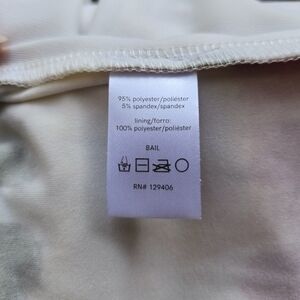 95% polyester/poliéster
5% spandex/spandex
lining/forro:
100% polyester/poliéster
BAIL
RN# 129406